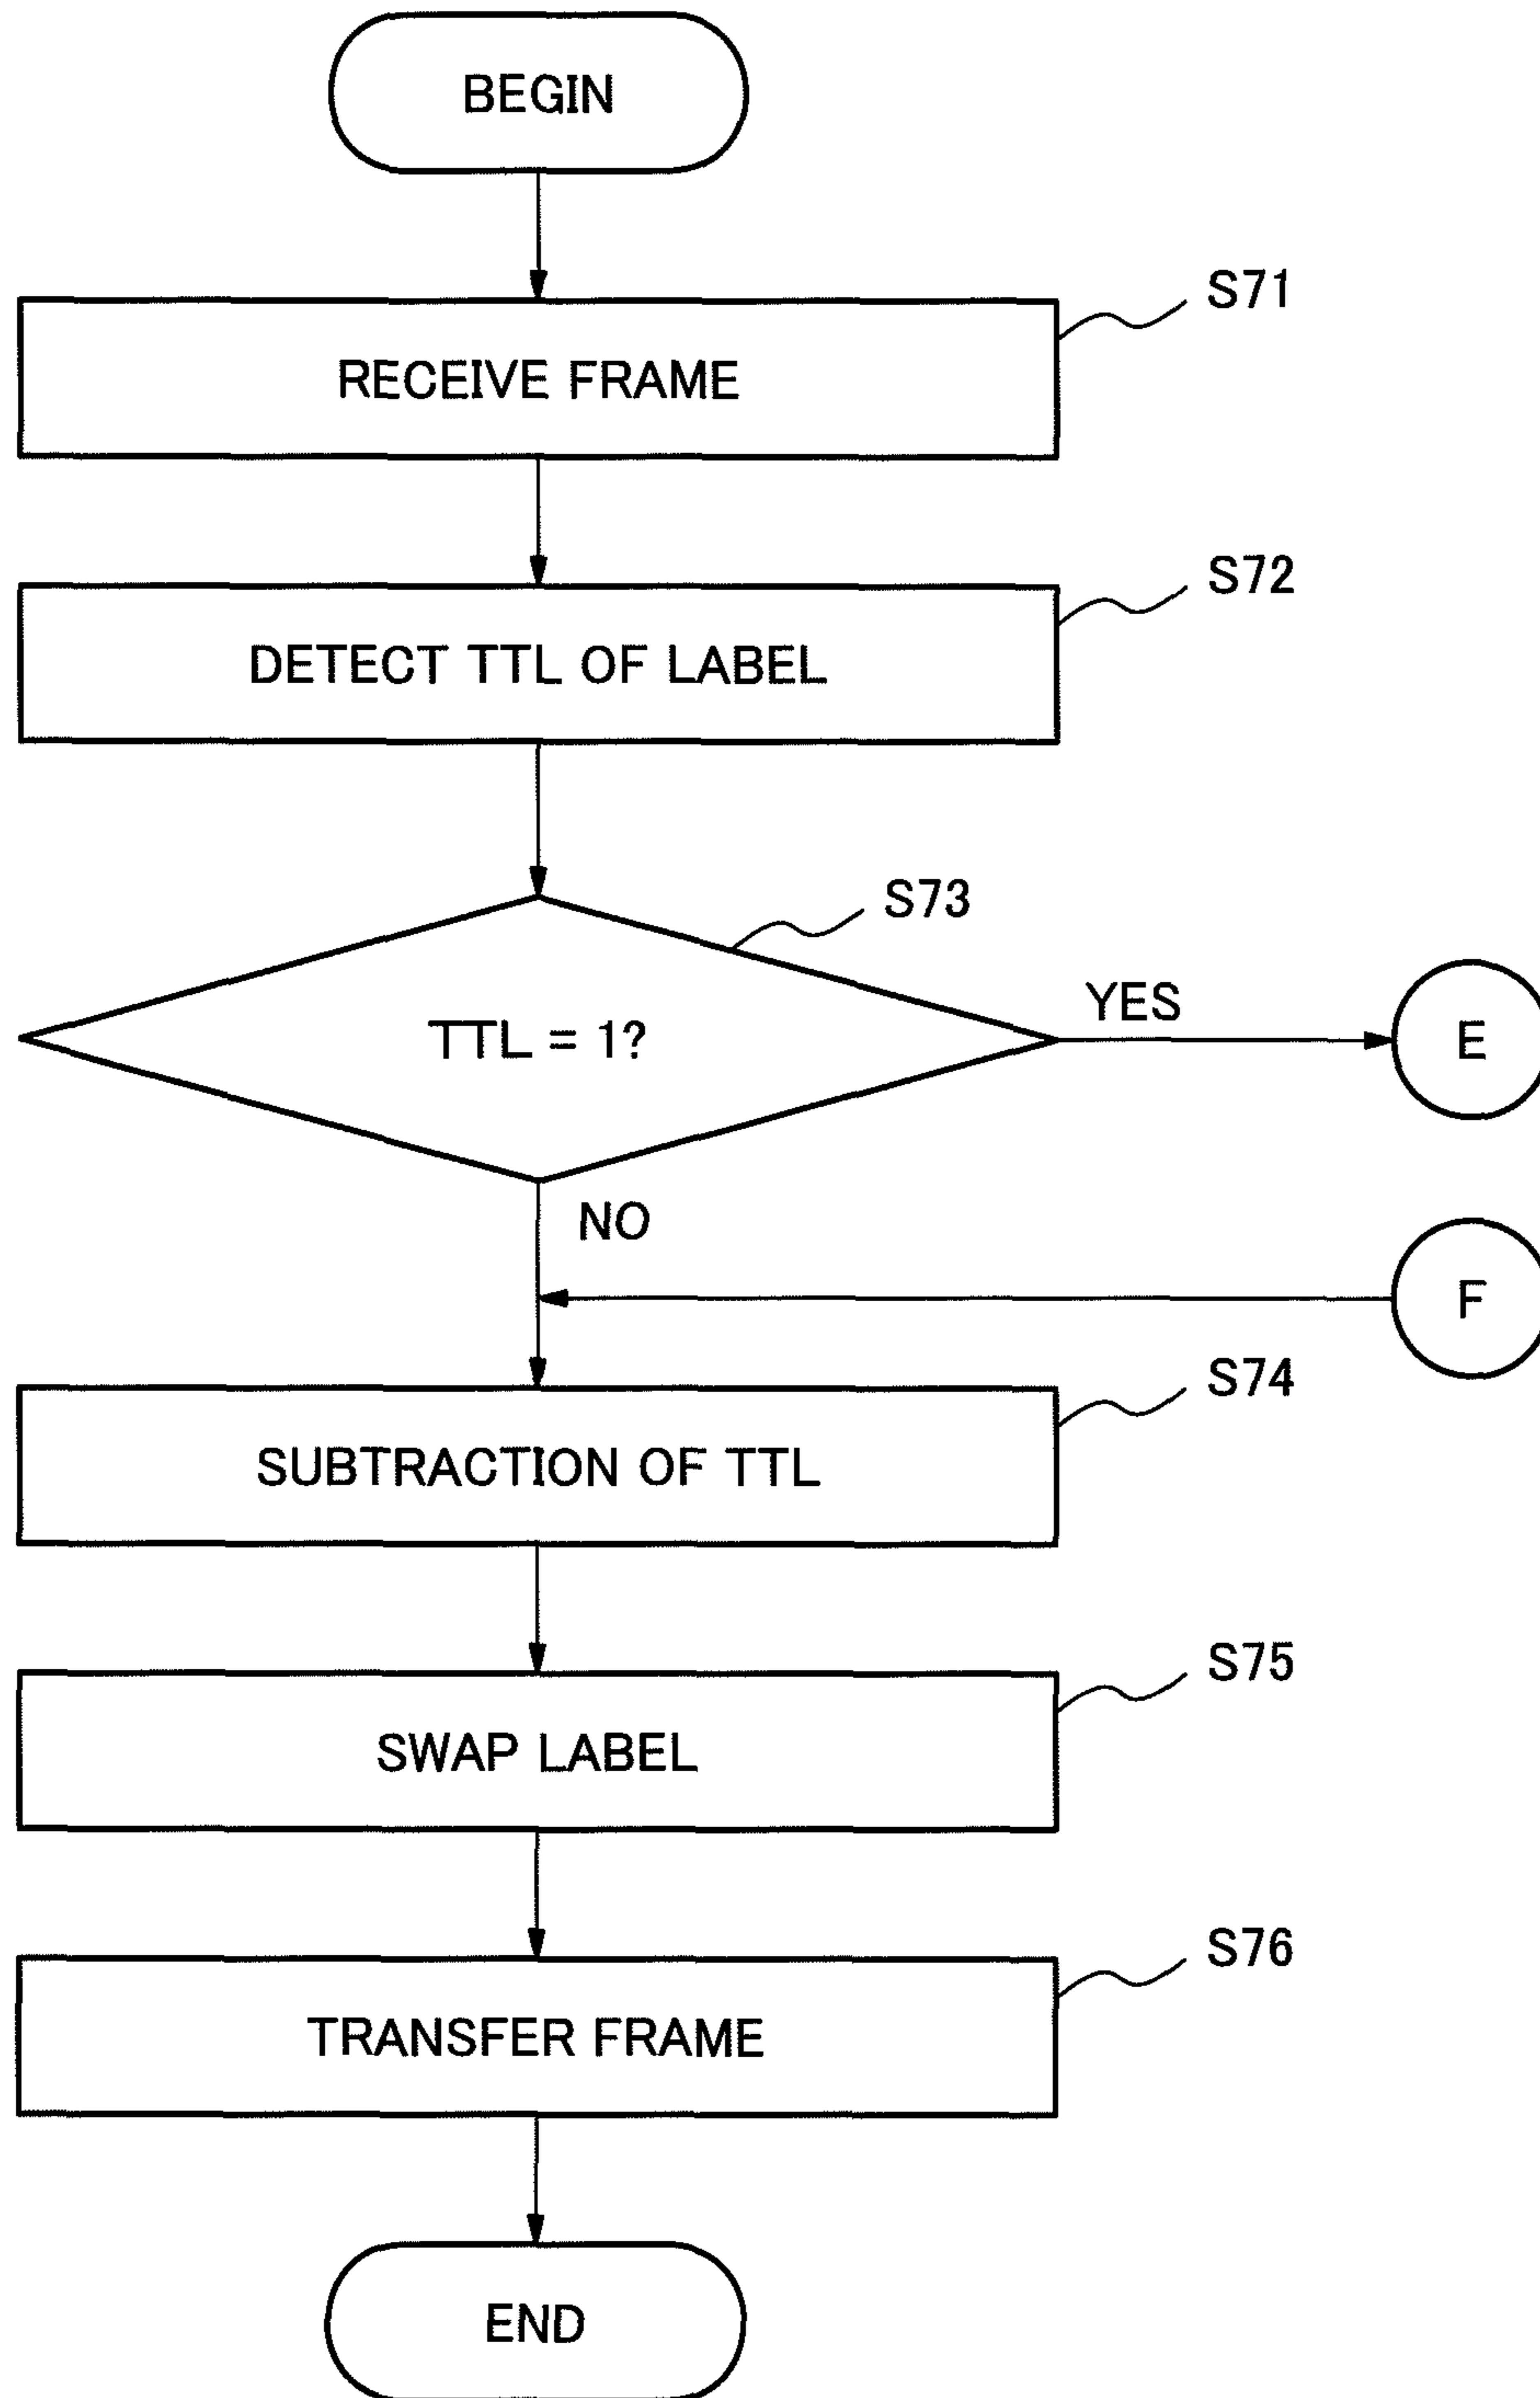 BEGIN
S71
RECEIVE FRAME
S72
DETECT TTL OF LABEL
S73
TTL = 1?
YES
E
NO
F
S74
SUBTRACTION OF TTL
S75
SWAP LABEL
S76
TRANSFER FRAME
END